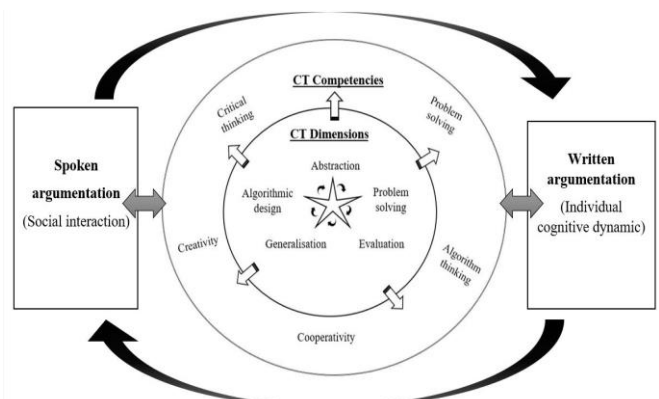 CT Competencies
Critical
thinking
Problem
solving
CT Dimensions
Spoken
argumentation
(Social interaction)
Abstraction
Algorithmic
design
Problem
solving
Written
argumentation
(Individual
cognitive dynamic)
Generalisation
Evaluation
Creativity
Algorithm
thinking
Cooperativity